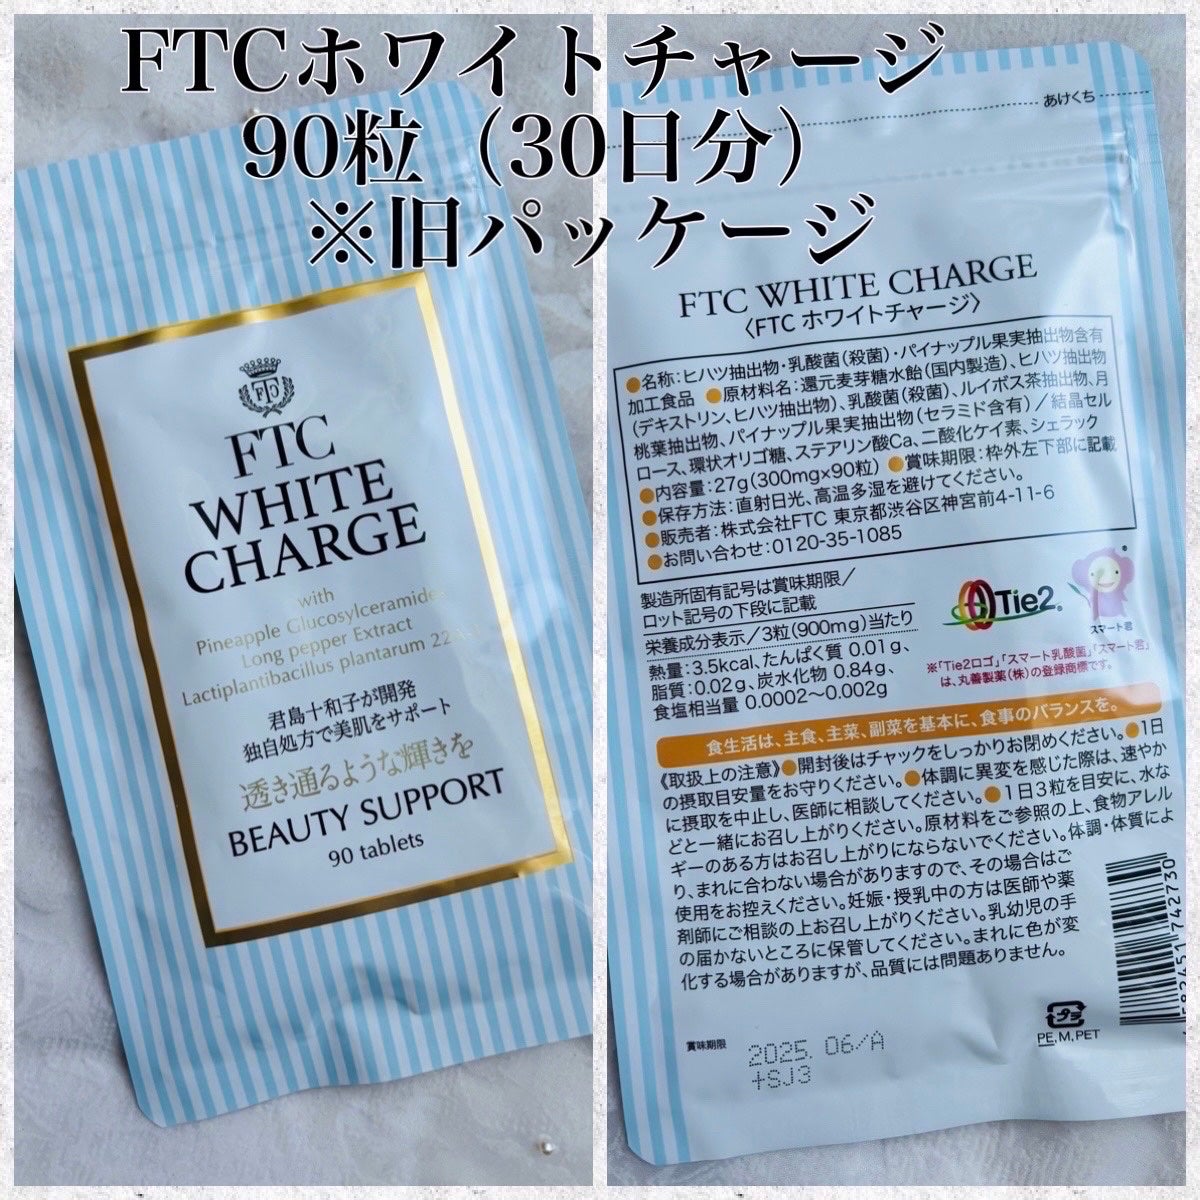 FTCホワイトチャージ
90粒（30日分）
※旧パッケージ
FTC
FTC
WHITE
CHARGE
with
Pineapple Glucosylceramide
Long pepper Extract
Lactiplantibacillus plantarum 22A-
君島十和子が開発
独自処方で美肌をサポート
透き通るような輝きを
BEAUTY SUPPORT
90 tablets
あけくち
FTC WHITE CHARGE
〈FTC ホワイトチャージ〉
●名称：ヒハツ抽出物・乳酸菌（殺菌）・パイナップル果実抽出物含有
加工食品 ●原材料名：還元麦芽糖水飴（国内製造）、ヒハツ抽出物
（デキストリン、ヒハツ抽出物）、乳酸菌（殺菌）、ルイボス茶抽出物、月
桃葉抽出物、パイナップル果実抽出物（セラミド含有）／結晶セル
ロース、環状オリゴ糖、ステアリン酸Ca、二酸化ケイ素、シェラック
●内容量：27g（300mg×90粒） ●賞味期限：枠外左下部に記載
●保存方法：直射日光、高温多湿を避けてください。
●販売者：株式会社FTC 東京都渋谷区神宮前4-11-6
●お問い合わせ：0120-35-1085
製造所固有記号は賞味期限／
ロット記号の下段に記載
栄養成分表示／3粒（900mg）当たり
熱量：3.5kcal、たんぱく質 0.01g、
脂質：0.02g、炭水化物 0.84g、
食塩相当量 0.0002〜0.002g
Tie2®
スマート君
※「Tie2ロゴ」「スマート乳酸菌」「スマート君」
は、丸善製薬（株）の登録商標です。
食生活は、主食、主菜、副菜を基本に、食事のバランスを。
《取扱上の注意》●開封後はチャックをしっかりお閉めください。●1日
の摂取目安量をお守りください。●体調に異変を感じた際は、速やか
に摂取を中止し、医師に相談してください。●1日3粒を目安に、水な
どと一緒にお召し上がりください。原材料をご参照の上、食物アレル
ギーのある方はお召し上がりにならないでください。体調・体質によ
り、まれに合わない場合がありますので、その場合はご
使用をお控えください。妊娠・授乳中の方は医師や薬
剤師にご相談の上お召し上がりください。乳幼児の手
の届かないところに保管してください。まれに色が変
化する場合がありますが、品質には問題ありません。
プラ
PE,M,PET
賞味期限
2025. 06/A
+SJ3
582451 742730